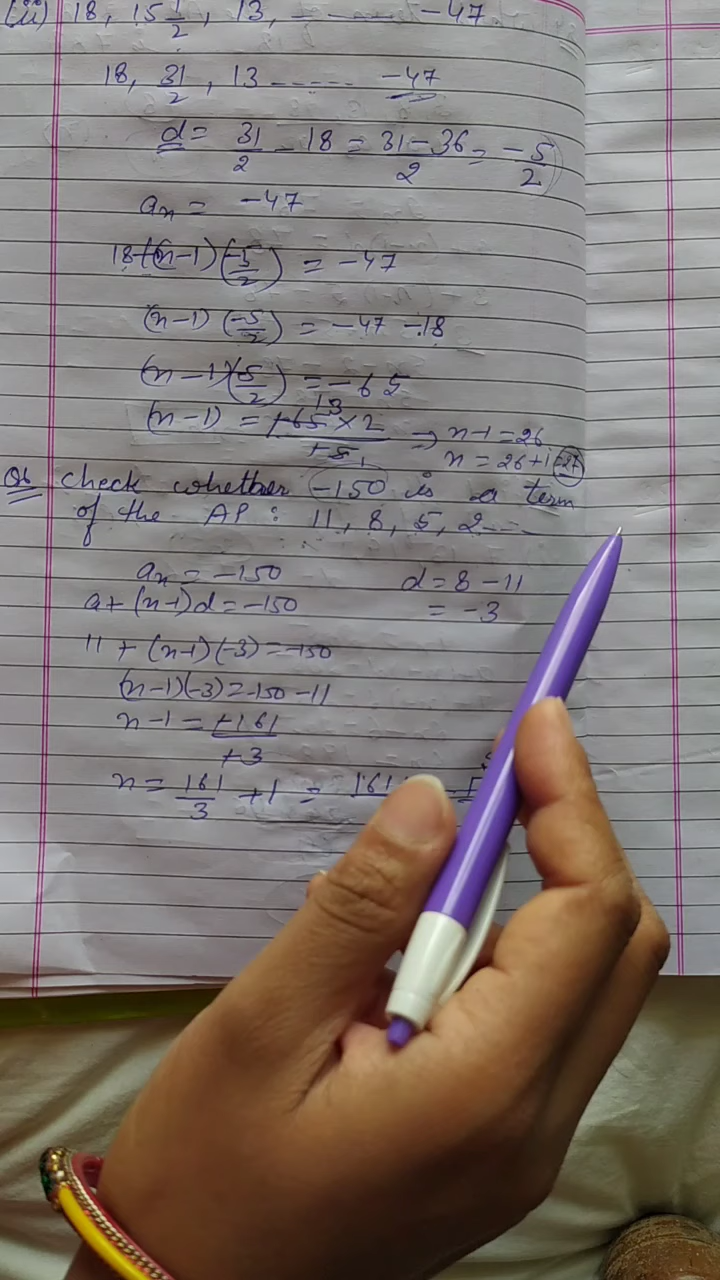 (ii) 18, 15 1/2, 13, ------ -47
18, 31/2, 13 ----- -47
d = 31/2 - 18 = 31-36/2 = -5/2
an = -47
18+(n-1)(-5/2) = -47
(n-1)(-5/2) = -47 -18
(n-1)(-5/2) = -65
(n-1) = +65 13 ×2/+5 1 ⇒ n-1 = 26
n = 26+1 = 27
Q6 check whether -150 is a term
of the AP: 11, 8, 5, 2---
an = -150 d = 8 - 11
a+(n-1)d = -150 = -3
11 + (n-1)(-3) = -150
(n-1)(-3) = -150 -11
n-1 = +161/+3
n = 161/3 +1 = 161